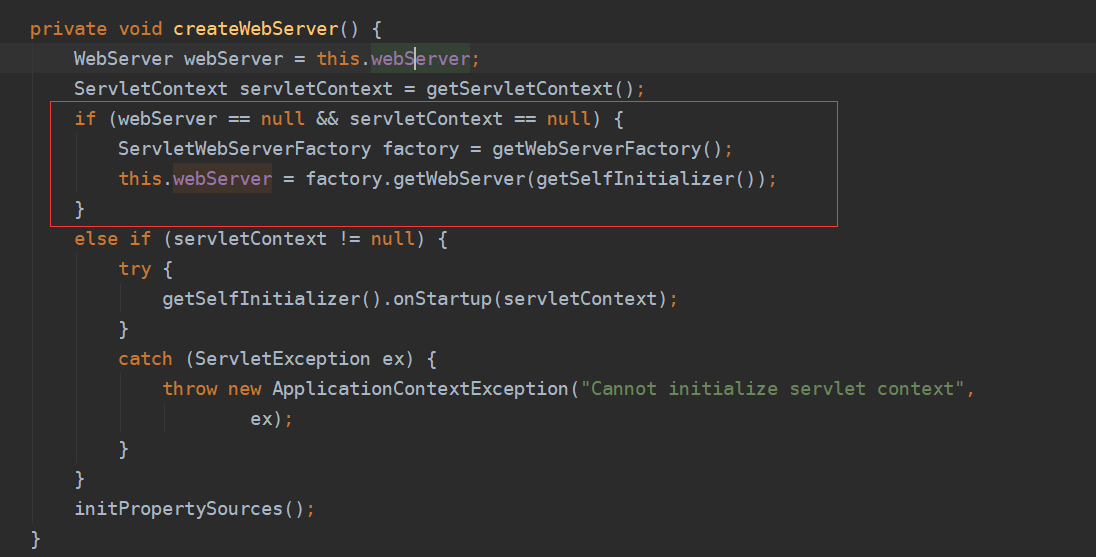 private void createWebServer() {
WebServer webServer = this.webServer;
ServletContext servletContext = getServletContext();
if (webServer == null && servletContext == null) {
ServletWebServerFactory factory = getWebServerFactory();
this.webServer = factory.getWebServer(getSelfInitializer());
}
else if (servletContext != null) {
try {
getSelfInitializer().onStartup(servletContext);
}
catch (ServletException ex) {
throw new ApplicationContextException("Cannot initialize servlet context",
ex);
}
}
initPropertySources();
}